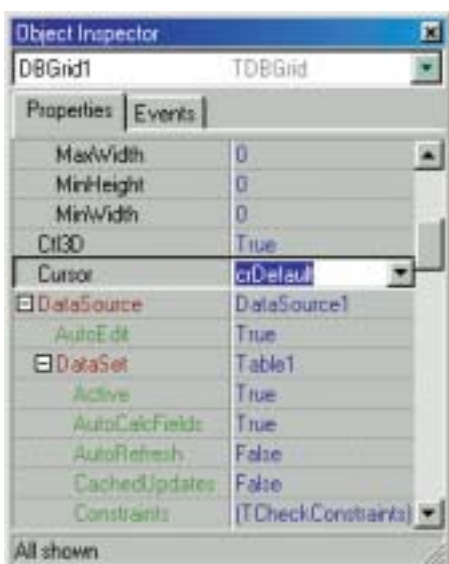 Object Inspector
DBGrid1 TDBGrid
Properties Events
MaxWidth 0
MinHeight 0
MinWidth 0
Ctl3D True
Cursor crDefault
DataSource DataSource1
AutoEdit True
DataSet Table1
Active True
AutoCalcFields True
AutoRefresh False
CachedUpdates False
Constraints (TCheckConstraints)
All shown